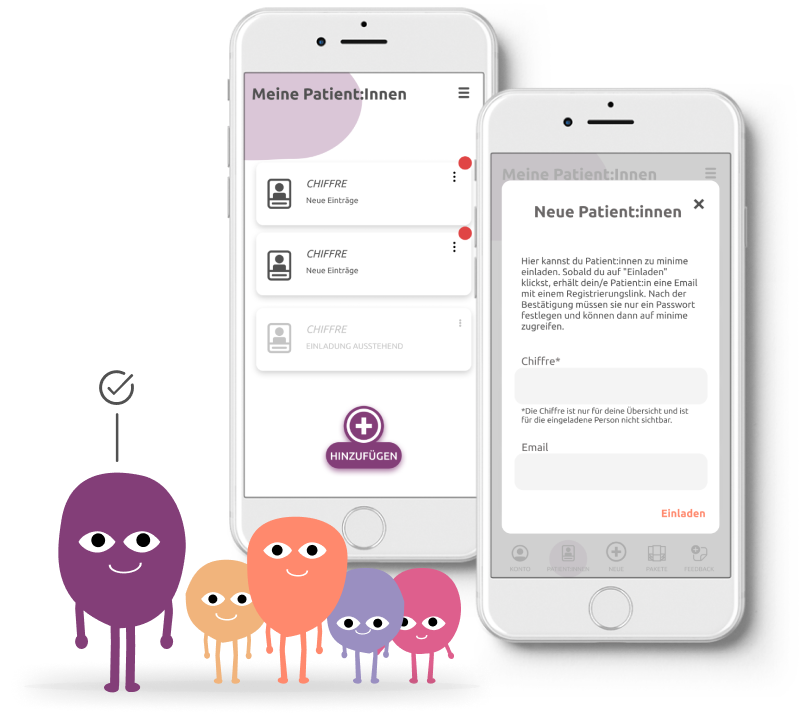 Meine Patient:Innen
CHIFFRE
Neue Einträge
CHIFFRE
Neue Einträge
CHIFFRE
EINLADUNG AUSSTEHEND
HINZUFÜGEN
Meine Patient:Innen
Neue Patient:innen
Hier kannst du Patient:innen zu minime
einladen. Sobald du auf "Einladen"
klickst, erhält dein/e Patient:in eine Email
mit einem Registrierungslink. Nach der
Bestätigung müssen sie nur ein Passwort
festlegen und können dann auf minime
zugreifen.
Chiffre*
*Die Chiffre ist nur für deine Übersicht und ist
für die eingeladene Person nicht sichtbar.
Email
Einladen
KONTO PATIENT:INNEN NEUE PAKETE FEEDBACK